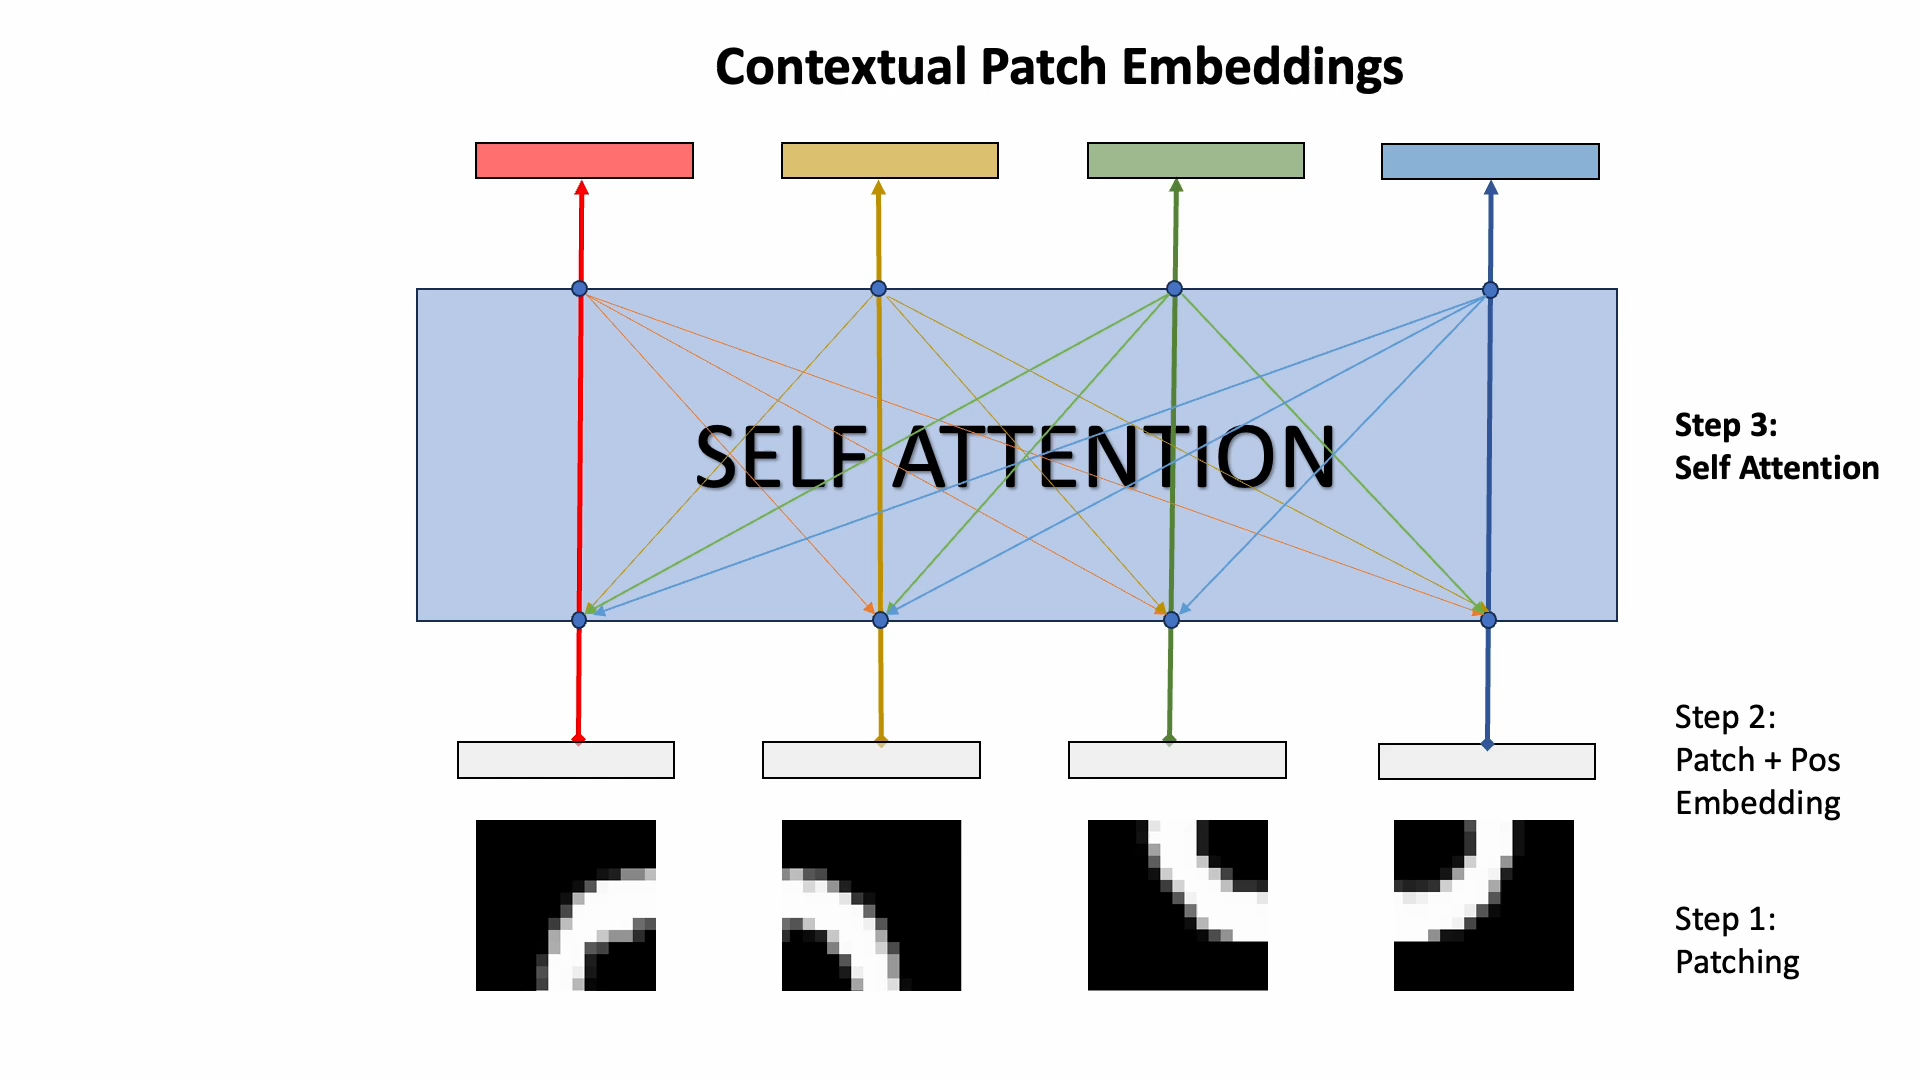 Contextual Patch Embeddings
SELF ATTENTION
Step 3:
Self Attention
Step 2:
Patch + Pos
Embedding
Step 1:
Patching